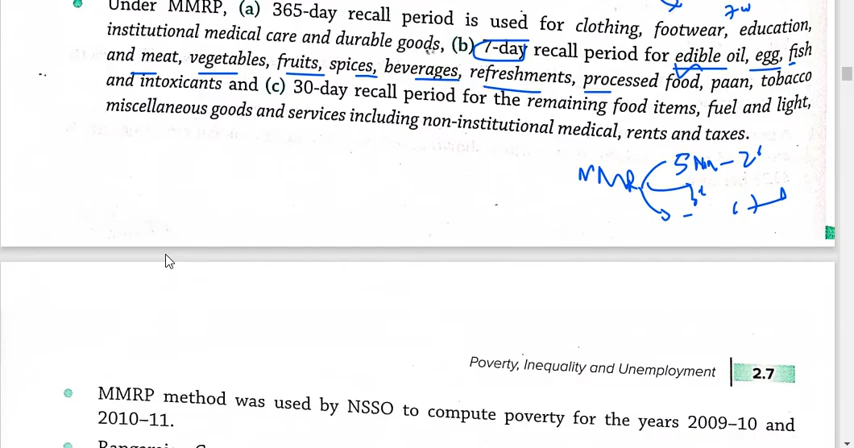 Under MMRP, (a) 365-day recall period is used for clothing, footwear, education,
institutional medical care and durable goods, (b) 7-day recall period for edible oil, egg, fish
and meat, vegetables, fruits, spices, beverages, refreshments, processed food, paan, tobacco
and intoxicants and (c) 30-day recall period for the remaining food items, fuel and light,
miscellaneous goods and services including non-institutional medical, rents and taxes.
Poverty, Inequality and Unemployment 2.7
MMRP method was used by NSSO to compute poverty for the years 2009-10 and
2010-11.